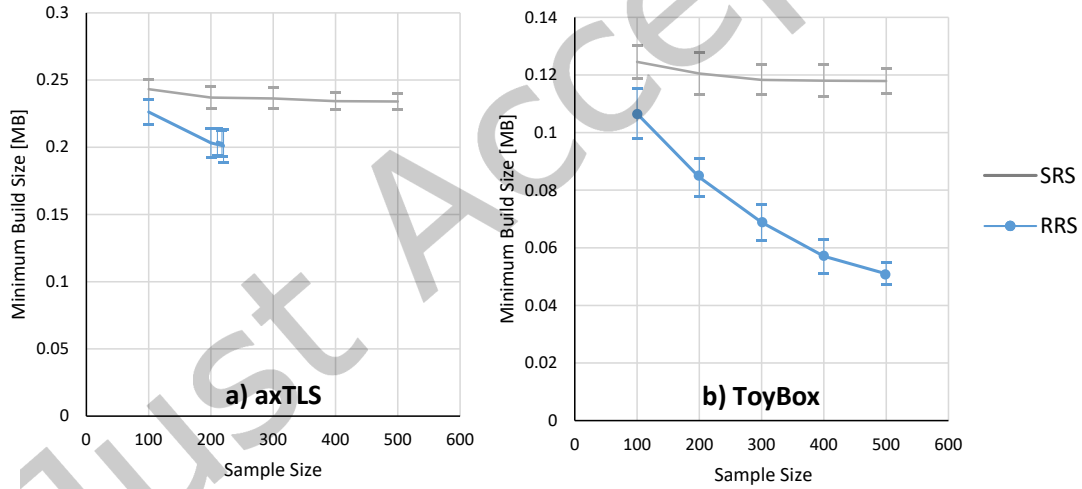 0.3
0.25
0.2
0.15
0.1
0.05
0
0 100 200 300 400 500 600
Minimum Build Size [MB]
Sample Size
a) axTLS
0.14
0.12
0.1
0.08
0.06
0.04
0.02
0
0 100 200 300 400 500 600
Minimum Build Size [MB]
Sample Size
b) ToyBox
SRS
RRS
Just Accep